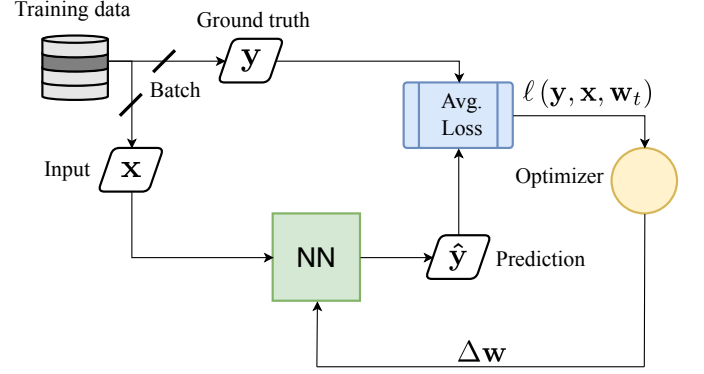 Training data
Ground truth
y
Batch
Avg.
Loss
ℓ (y, x, w_t)
Input
x
Optimizer
NN
ŷ
Prediction
Δw